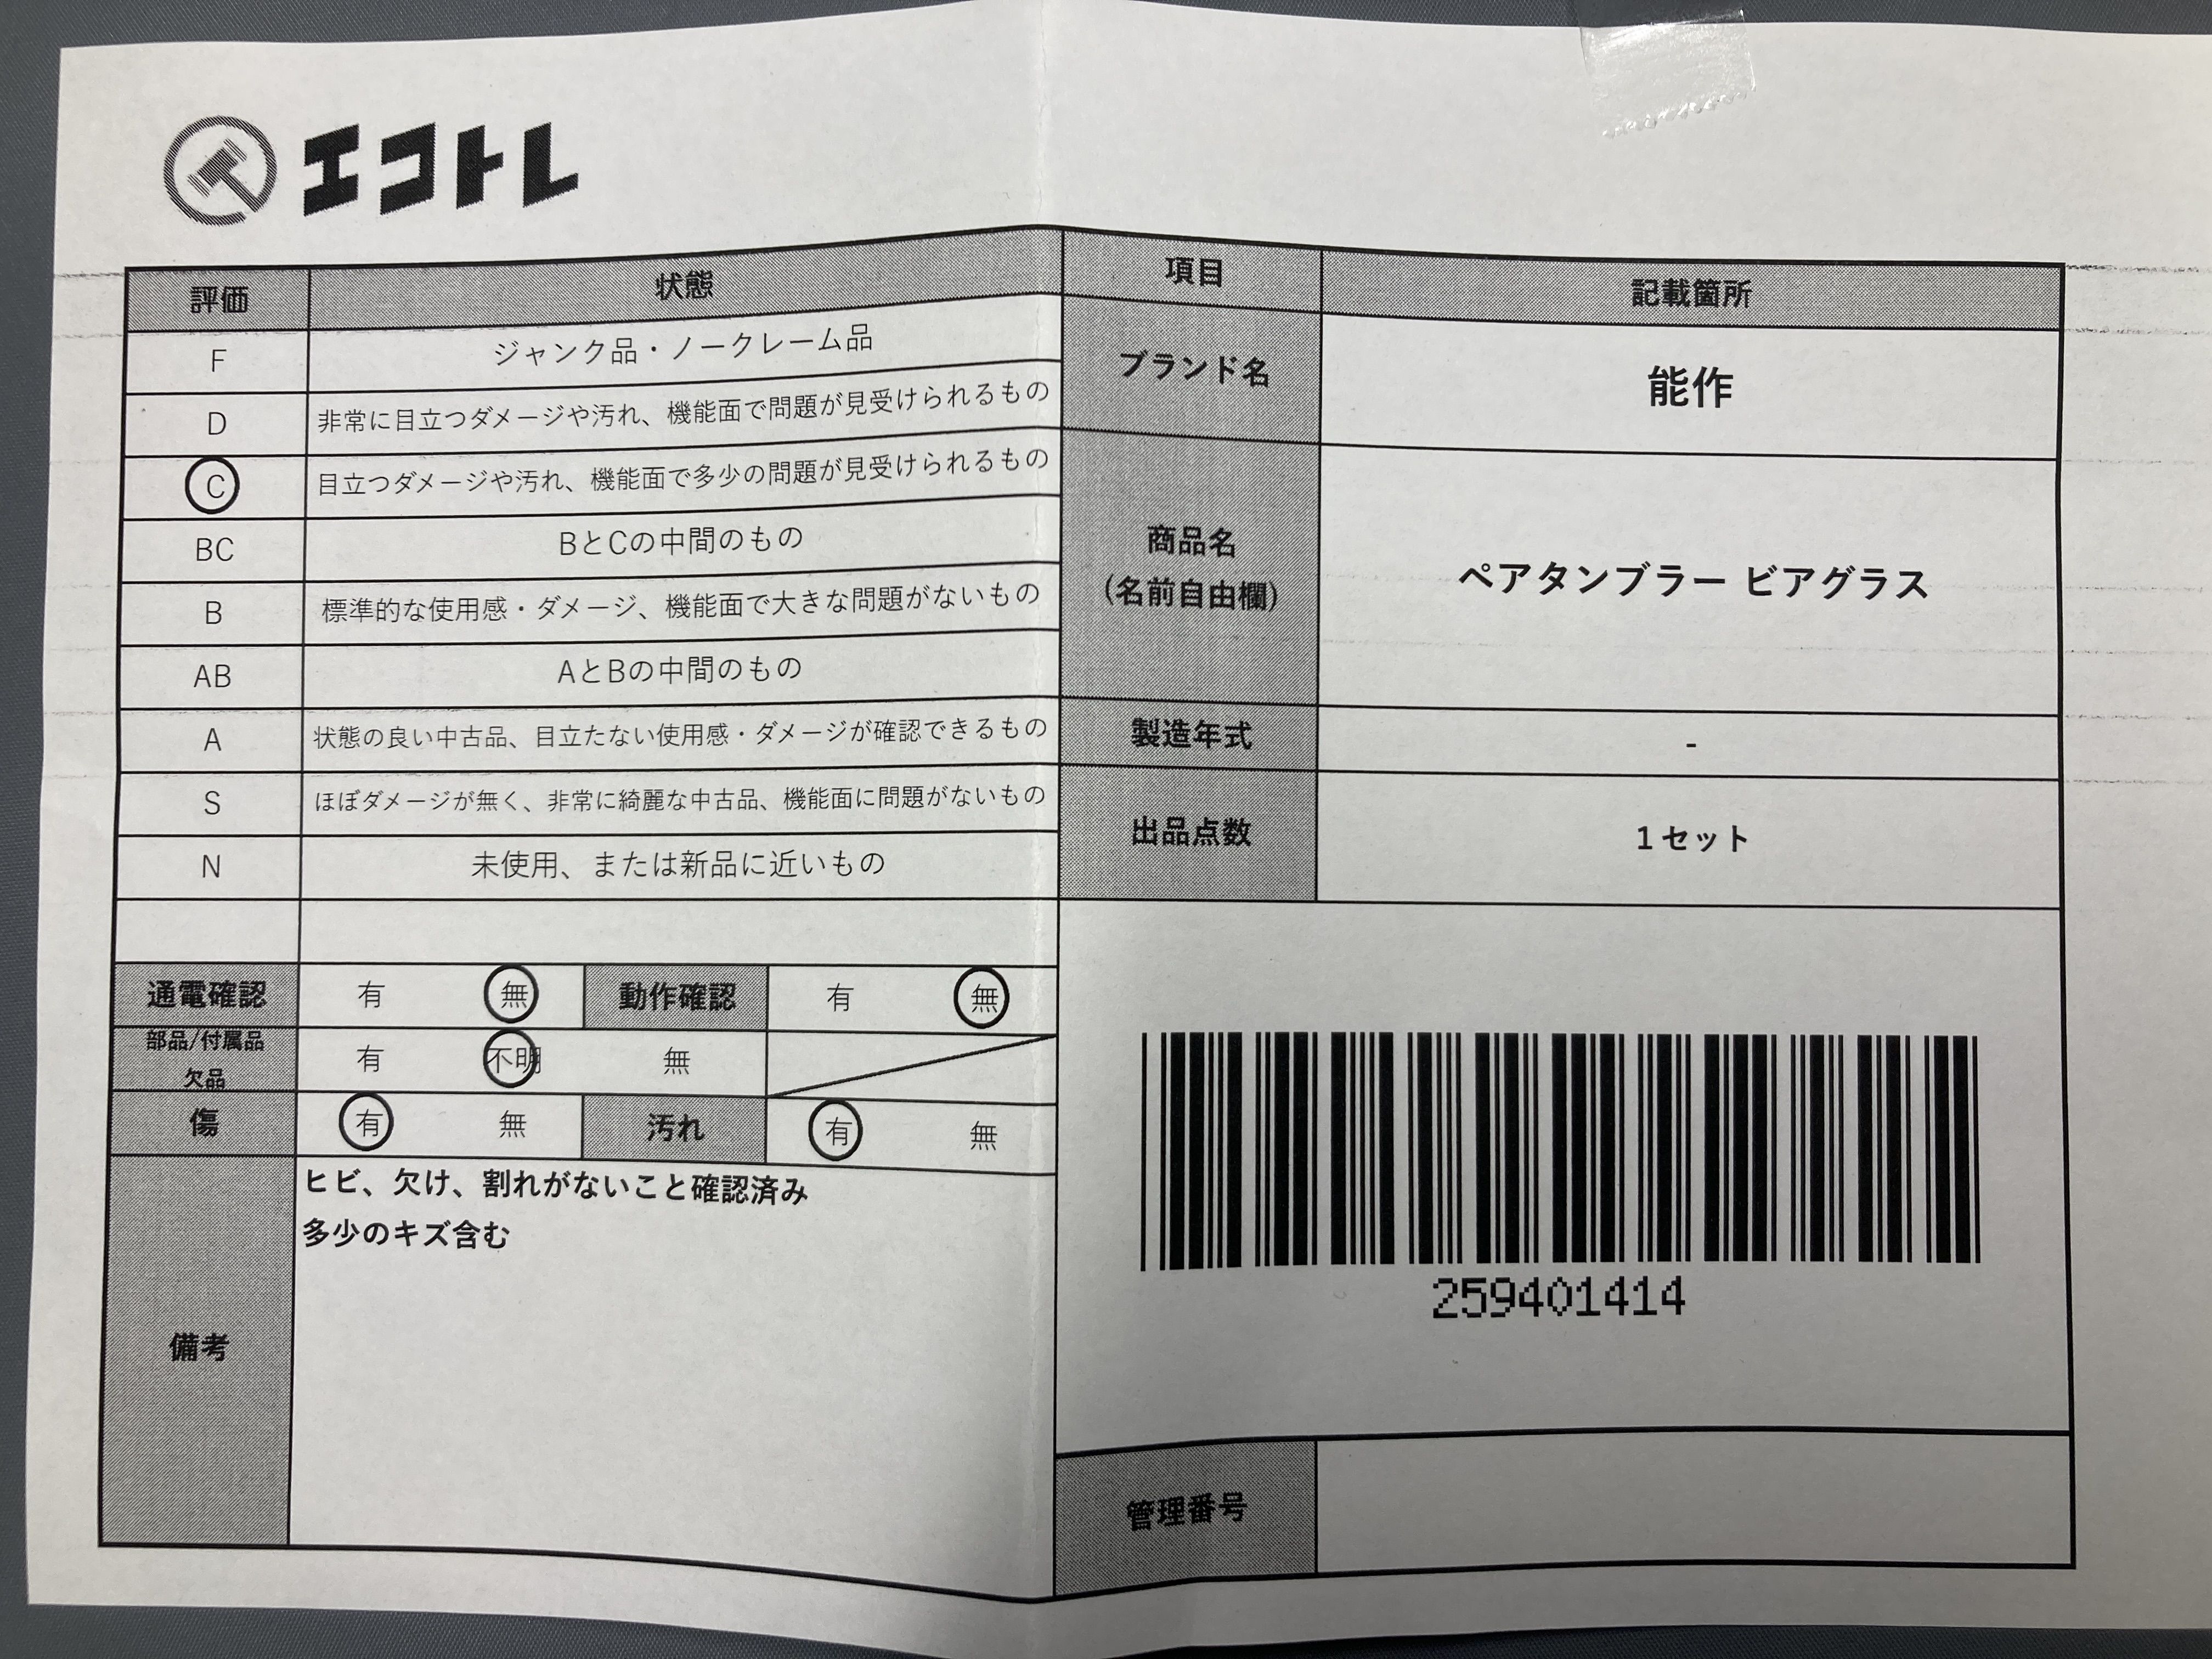 エコトレ
評価 状態
F ジャンク品・ノークレーム品
D 非常に目立つダメージや汚れ、機能面で問題が見受けられるもの
C 目立つダメージや汚れ、機能面で多少の問題が見受けられるもの
BC BとCの中間のもの
B 標準的な使用感・ダメージ、機能面で大きな問題がないもの
AB AとBの中間のもの
A 状態の良い中古品、目立たない使用感・ダメージが確認できるもの
S ほぼダメージが無く、非常に綺麗な中古品、機能面に問題がないもの
N 未使用、または新品に近いもの
通電確認 有 無 動作確認 有 無
部品/付属品
欠品 有 不明 無
傷 有 無 汚れ 有 無
備考
ヒビ、欠け、割れがないこと確認済み
多少のキズ含む
項目 記載箇所
ブランド名 能作
商品名
(名前自由欄)
ペアタンブラー ビアグラス
製造年式 -
出品点数 1セット
259401414
管理番号